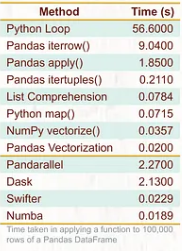 Method Time (s)
Python Loop 56.6000
Pandas iterrow() 9.0400
Pandas apply() 1.8500
Pandas itertuples() 0.2110
List Comprehension 0.0784
Python map() 0.0715
NumPy vectorize() 0.0357
Pandas Vectorization 0.0200
Pandarallel 2.2700
Dask 2.1300
Swifter 0.0229
Numba 0.0189
Time taken in applying a function to 100,000
rows of a Pandas DataFrame